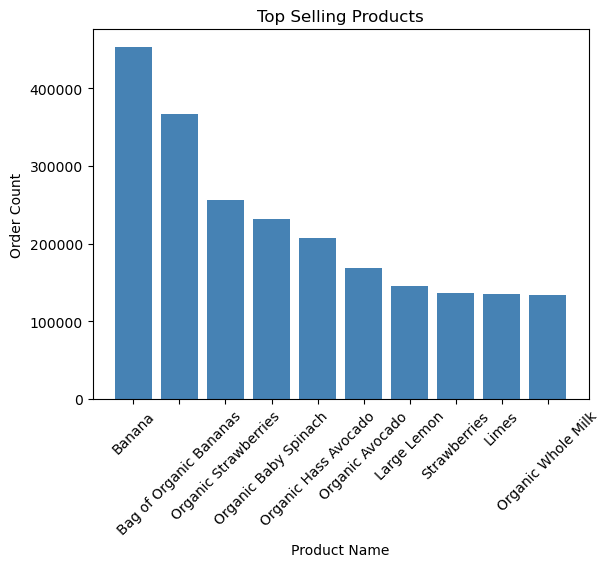 Top Selling Products
Order Count
400000
300000
200000
100000
0
Banana
Bag of Organic Bananas
Organic Strawberries
Organic Baby Spinach
Organic Hass Avocado
Organic Avocado
Large Lemon
Strawberries
Limes
Organic Whole Milk
Product Name